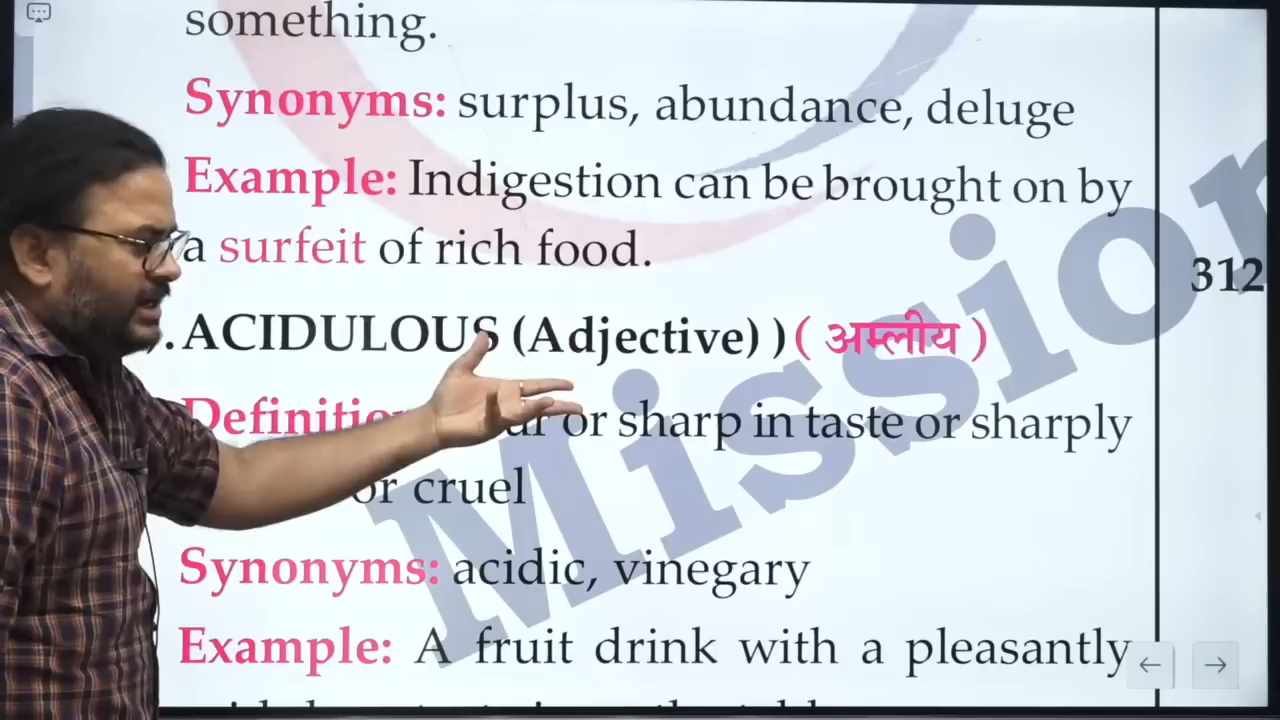 something.
Synonyms: surplus, abundance, deluge
Example: Indigestion can be brought on by
a surfeit of rich food.
312
. ACIDULOUS (Adjective) ) ( अम्लीय )
or sharp in taste or sharply
or cruel
Synonyms: acidic, vinegary
Example: A fruit drink with a pleasantly
Mission